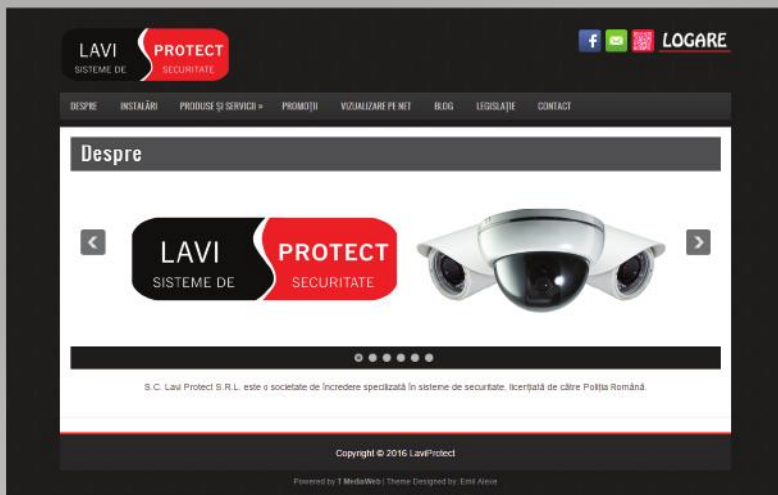 LAVI PROTECT
SISTEME DE SECURITATE
LOGARE
DESPRE INSTALĂRI PRODUSE ȘI SERVICII » PROMOȚII VIZUALIZARE PE NET BLOG LEGISLAȚIE CONTACT
Despre
LAVI PROTECT
SISTEME DE SECURITATE
S.C. Lavi Protect S.R.L. este o societate de încredere specilizată în sisteme de securitate, licențiată de către Poliția Română.
Copyright © 2016 LaviProtect
Powered by T MediaWeb | Theme Designed by: Emil Alexe